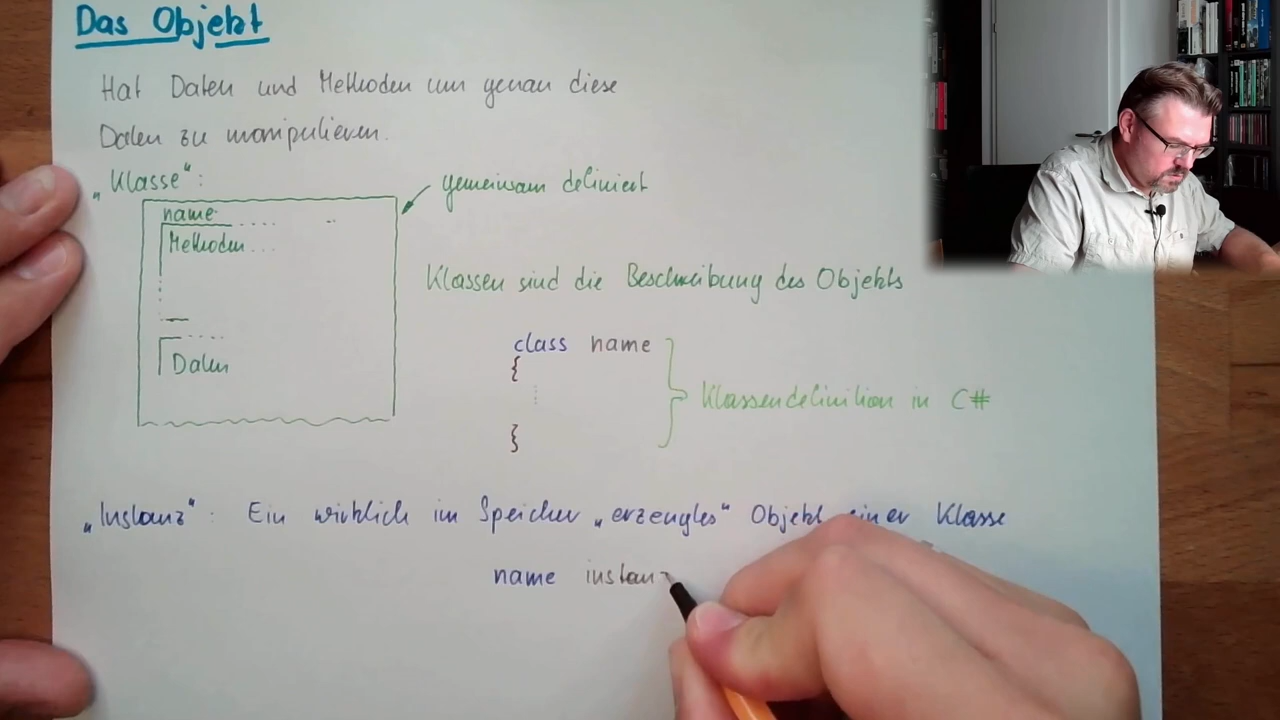 Das Objekt
Hat Daten und Methoden um genau diese
Daten zu manipulieren.
„Klasse“:
gemeinsam definiert
name
Methoden...
Klassen sind die Beschreibung des Objekts
Daten
class name
{
}
Klassendefinition in C#
„Instanz“: Ein wirklich im Speicher „erzeugtes“ Objekt einer Klasse
name instanz